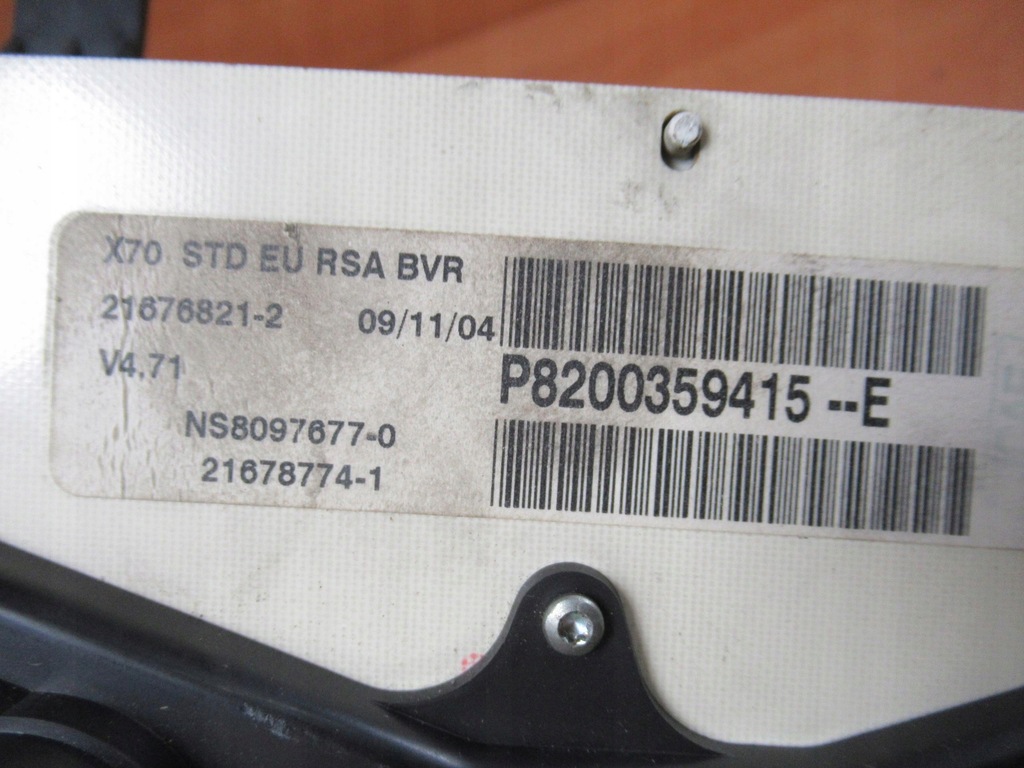 X70 STD EU RSA BVR
21676821-2 09/11/04
V4.71
P8200359415--E
NS8097677-0
21678774-1